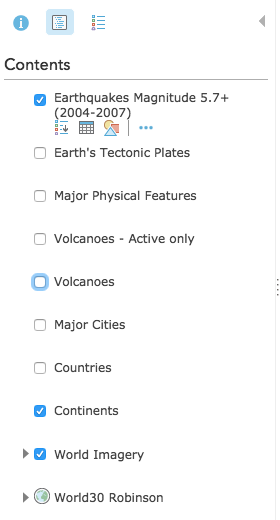 Contents
Earthquakes Magnitude 5.7+
(2004-2007)
Earth's Tectonic Plates
Major Physical Features
Volcanoes - Active only
Volcanoes
Major Cities
Countries
Continents
World Imagery
World30 Robinson